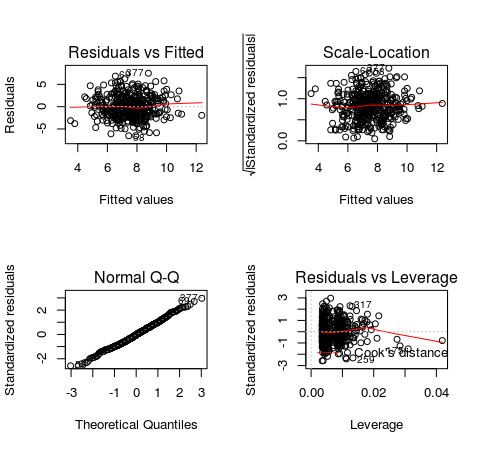 Residuals vs Fitted
Residuals
5
0
-5
377
4 6 8 10 12
Fitted values
Scale-Location
√|Standardized residuals|
1.0
0.0
377
4 6 8 10 12
Fitted values
Normal Q-Q
Standardized residuals
2
0
-2
377
-3 -1 0 1 2 3
Theoretical Quantiles
Residuals vs Leverage
Standardized residuals
3
1
-1
-3
317
Cook's distance
259
0.00 0.02 0.04
Leverage